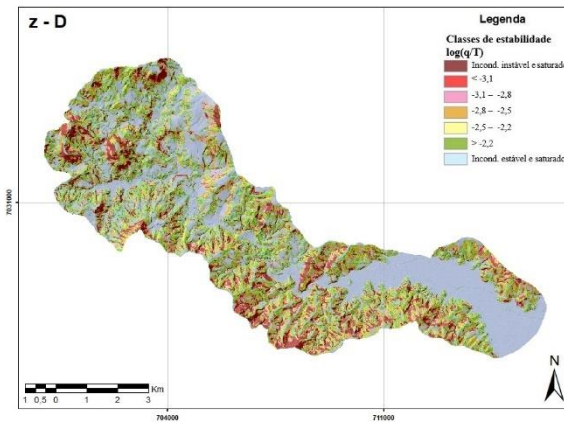 z - D
Legenda
Classes de estabilidade
log(q/T)
Incond. instável e saturado
< -3,1
-3,1 – -2,8
-2,8 – -2,5
-2,5 – -2,2
> -2,2
Incond. estável e saturado
7031000
N
Km
1 0,5 0 1 2 3
704000 711000